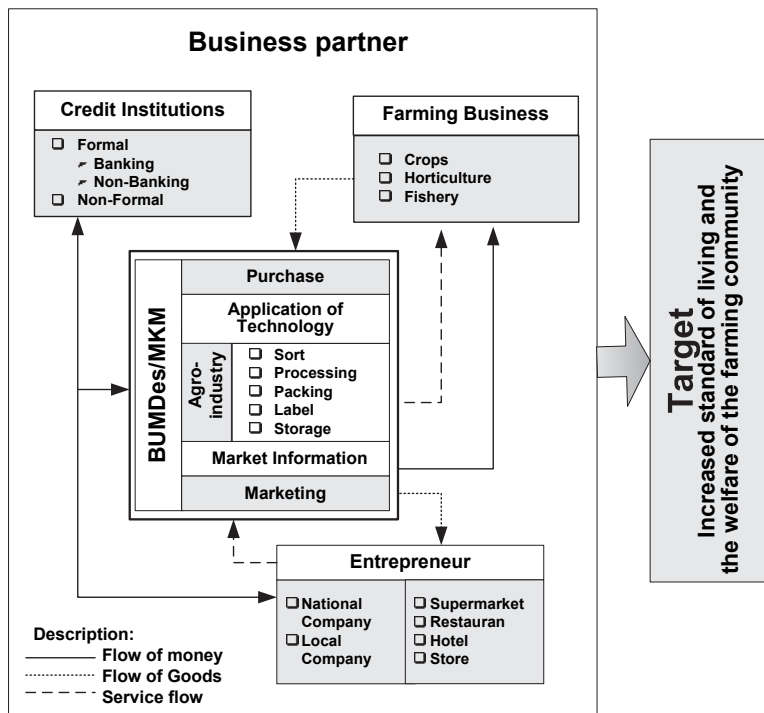 Business partner
Credit Institutions
Formal
Banking
Non-Banking
Non-Formal
Farming Business
Crops
Horticulture
Fishery
BUMDes/MKM
Purchase
Application of
Technology
Agro-
industry
Sort
Processing
Packing
Label
Storage
Market Information
Marketing
Entrepreneur
National
Company
Local
Company
Supermarket
Restauran
Hotel
Store
Description:
Flow of money
Flow of Goods
Service flow
Target
Increased standard of living and
the welfare of the farming community